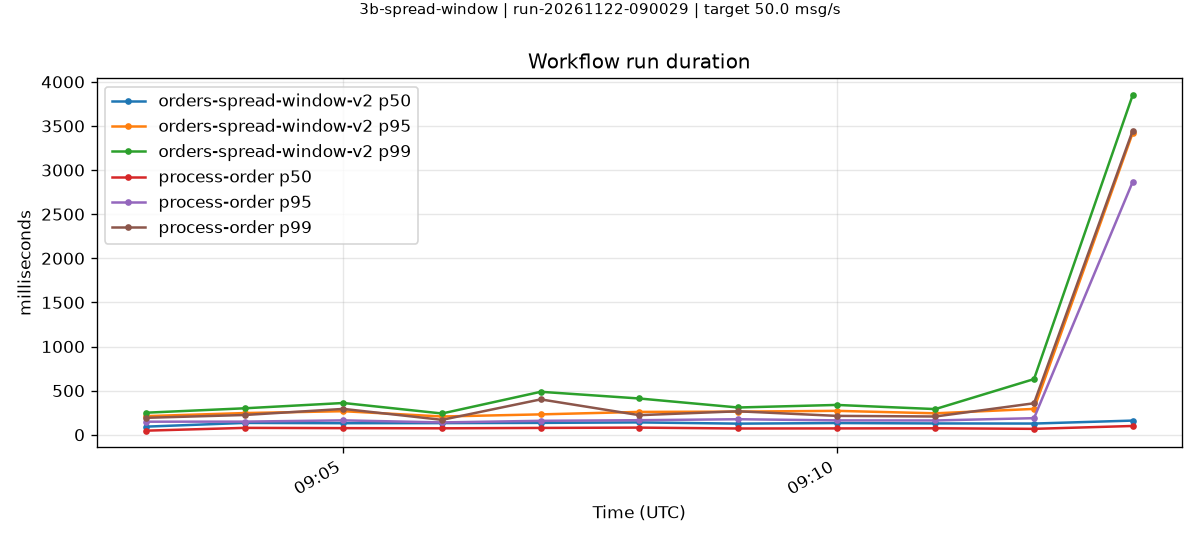 3b-spread-window | run-20261122-090029 | target 50.0 msg/s
Workflow run duration
4000
3500
3000
2500
2000
1500
1000
500
0
milliseconds
orders-spread-window-v2 p50
orders-spread-window-v2 p95
orders-spread-window-v2 p99
process-order p50
process-order p95
process-order p99
09:05
09:10
Time (UTC)